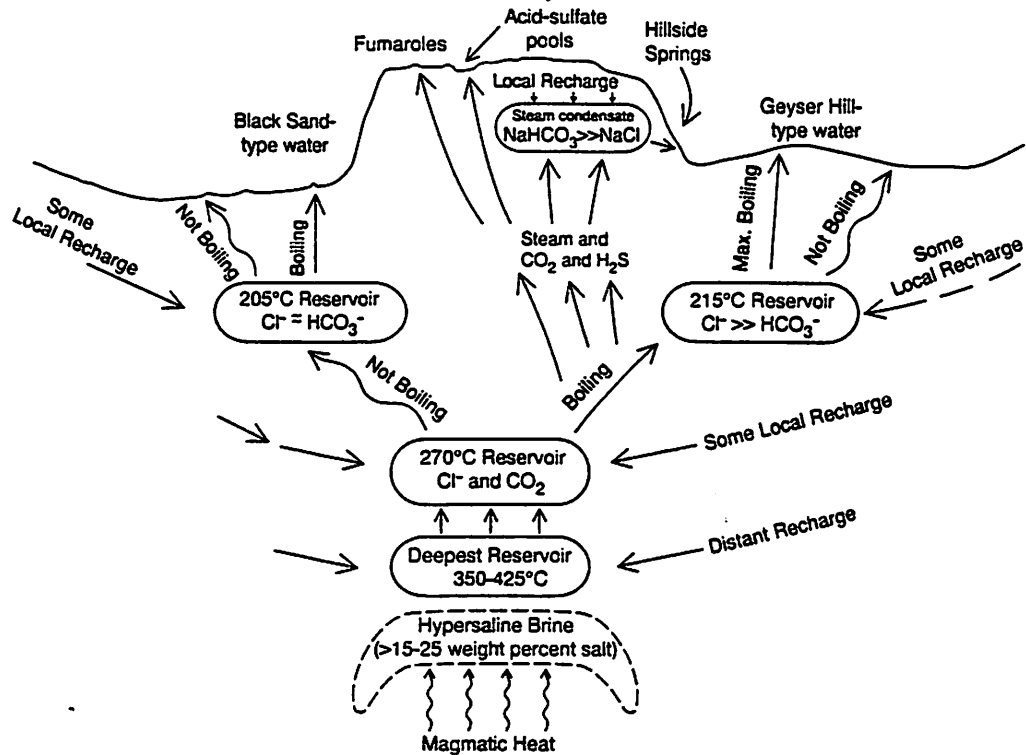 Acid-sulfate
pools
Fumaroles
Hillside
Springs
Local Recharge
Steam condensate
NaHCO₃>>NaCl
Geyser Hill-
type water
Black Sand-
type water
Some
Local Recharge
Not Boiling
Boiling
Steam and
CO₂ and H₂S
Max. Boiling
Not Boiling
Some
Local Recharge
205°C Reservoir
Cl⁻ ≈ HCO₃⁻
215°C Reservoir
Cl⁻ >> HCO₃⁻
Not Boiling
Boiling
270°C Reservoir
Cl⁻ and CO₂
Some Local Recharge
Deepest Reservoir
350-425°C
Distant Recharge
Hypersaline Brine
(>15-25 weight percent salt)
Magmatic Heat